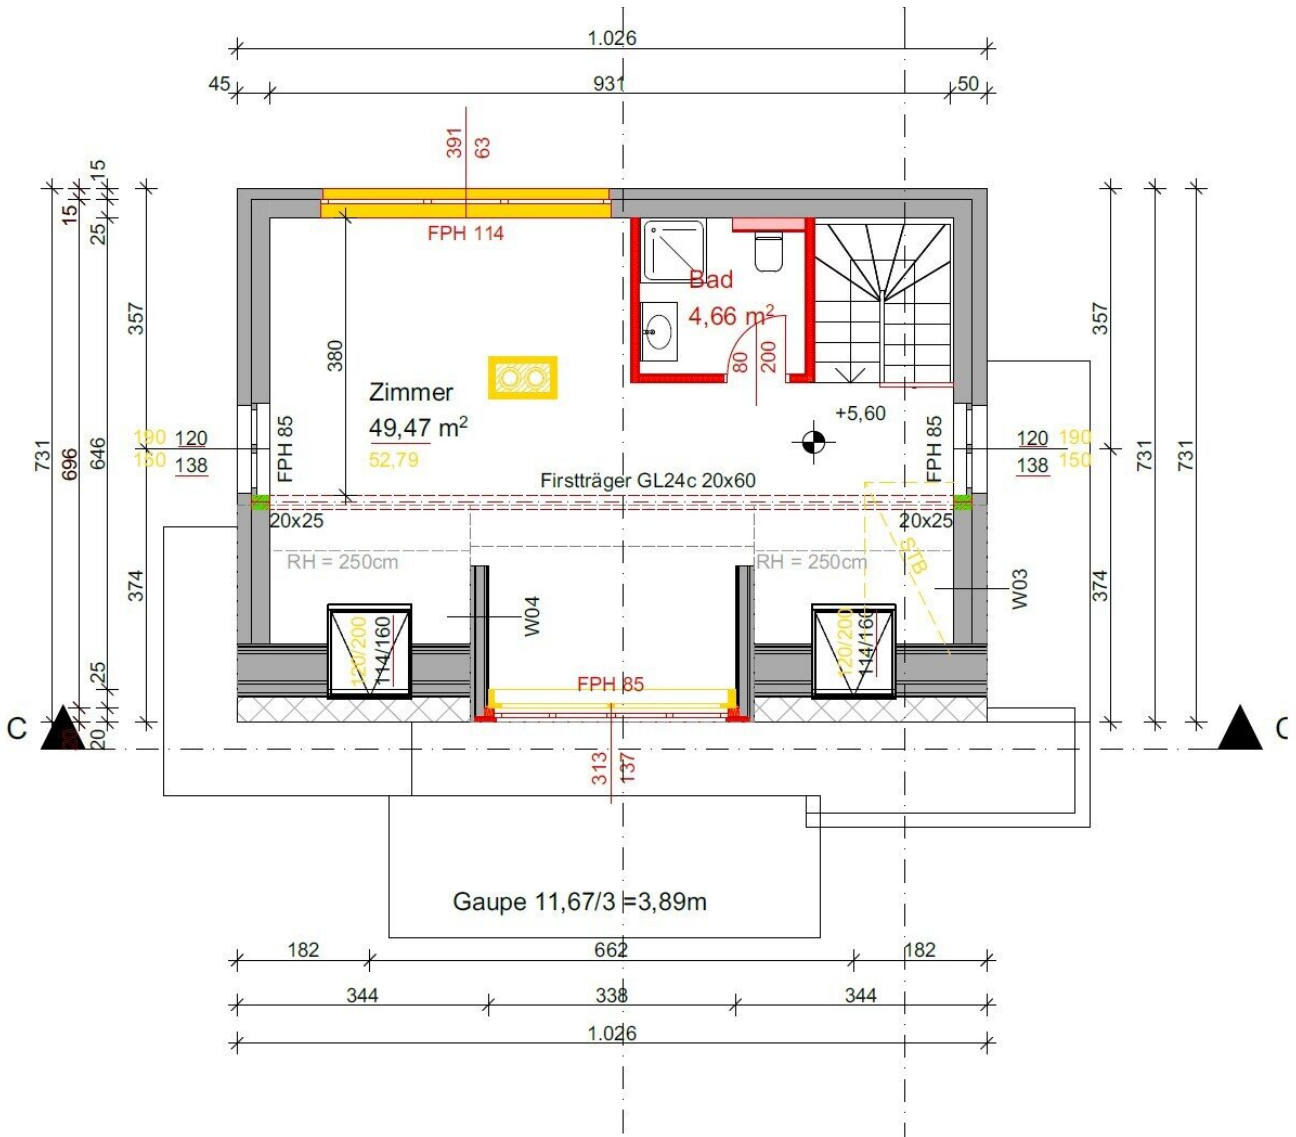 1.026
45
931
50
391
63
15
15
25
FPH 114
Bad
4,66 m²
80
200
357
357
380
Zimmer
49,47 m²
52,79
+5,60
FPH 85
FPH 85
190 120
150 138
120 190
138 150
731
696
646
731
731
Firstträger GL24c 20x60
20x25
20x25
RH = 250cm
RH = 250cm
STB
374
374
W04
W03
120/200
114/160
120/200
114/160
25
20
FPH 85
C
313
137
Gaupe 11,67/3 =3,89m
182
662
182
344
338
344
1.026